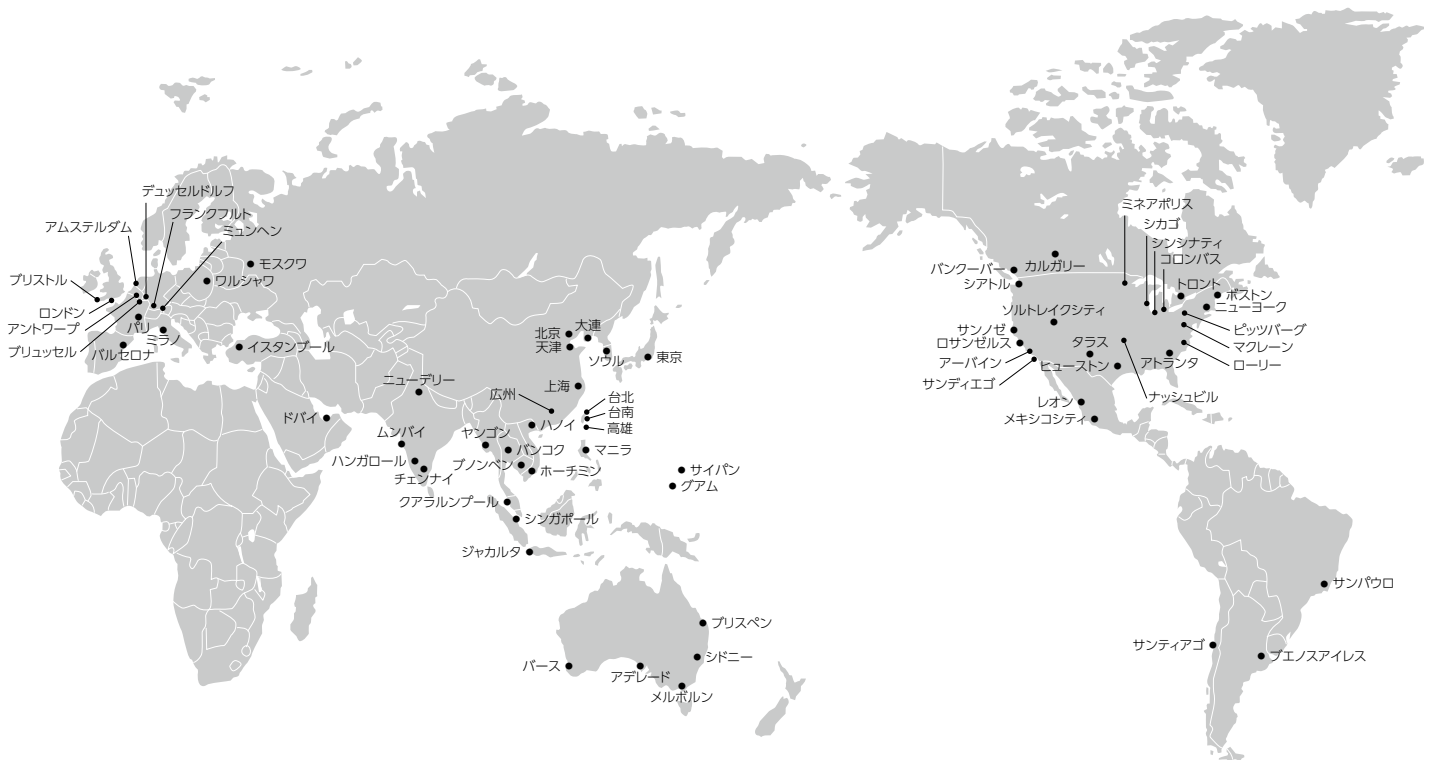 デュッセルドルフ
フランクフルト
アムステルダム
ミュンヘン
モスクワ
ブリストル
ワルシャワ
ロンドン
アントワープ
パリ
ミラノ
ブリュッセル
バルセロナ
イスタンブール
北京
大連
天津
ソウル
東京
ニューデリー
上海
広州
台北
台南
高雄
ドバイ
ムンバイ
ヤンゴン
ハノイ
バンコク
マニラ
ハンガロール
チェンナイ
プノンペン
ホーチミン
サイパン
グアム
クアラルンプール
シンガポール
ジャカルタ
ブリスベン
シドニー
パース
アデレード
メルボルン
ミネアポリス
シカゴ
シンシナティ
コロンバス
バンクーバー
カルガリー
シアトル
トロント
ボストン
ニューヨーク
ソルトレイクシティ
サンノゼ
ロサンゼルス
ピッツバーグ
マクレーン
ローリー
タラス
アーバイン
ヒューストン
アトランタ
サンディエゴ
ナッシュビル
レオン
メキシコシティ
サンパウロ
サンティアゴ
ブエノスアイレス